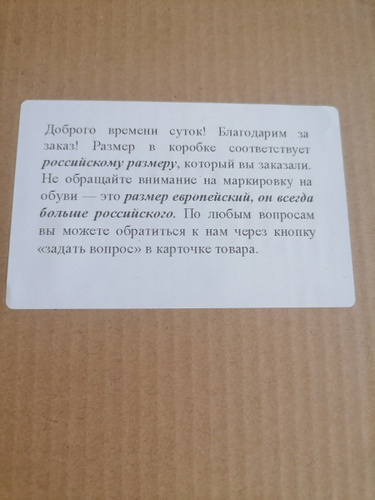 Доброго времени суток! Благодарим за
заказ! Размер в коробке соответствует
российскому размеру, который вы заказали.
Не обращайте внимание на маркировку на
обуви — это размер европейский, он всегда
больше российского. По любым вопросам
вы можете обратиться к нам через кнопку
«задать вопрос» в карточке товара.